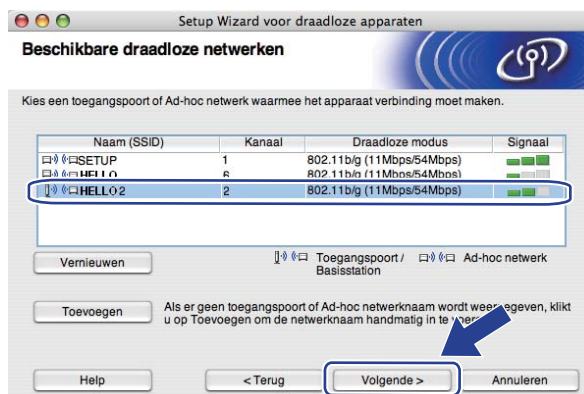 Setup Wizard voor draadloze apparaten
Beschikbare draadloze netwerken
Kies een toegangspoort of Ad-hoc netwerk waarmee het apparaat verbinding moet maken.
Naam (SSID) Kanaal Draadloze modus Signaal
SETUP 1 802.11b/g (11Mbps/54Mbps)
HELLO 6 802.11b/g (11Mbps/54Mbps)
HELLO 2 2 802.11b/g (11Mbps/54Mbps)
Vernieuwen
Toegangspoort / Basisstation
Ad-hoc netwerk
Toevoegen
Als er geen toegangspoort of Ad-hoc netwerknaam wordt weergegeven, klikt
u op Toevoegen om de netwerknaam handmatig in te
Help < Terug Volgende > Annuleren